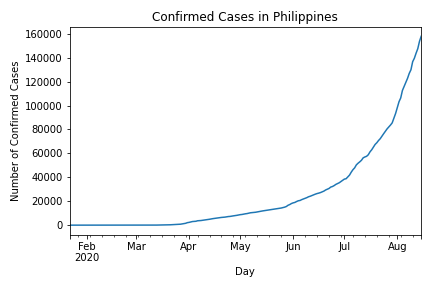 Confirmed Cases in Philippines
160000
140000
120000
100000
80000
60000
40000
20000
0
Number of Confirmed Cases
Feb Mar Apr May Jun Jul Aug
2020
Day